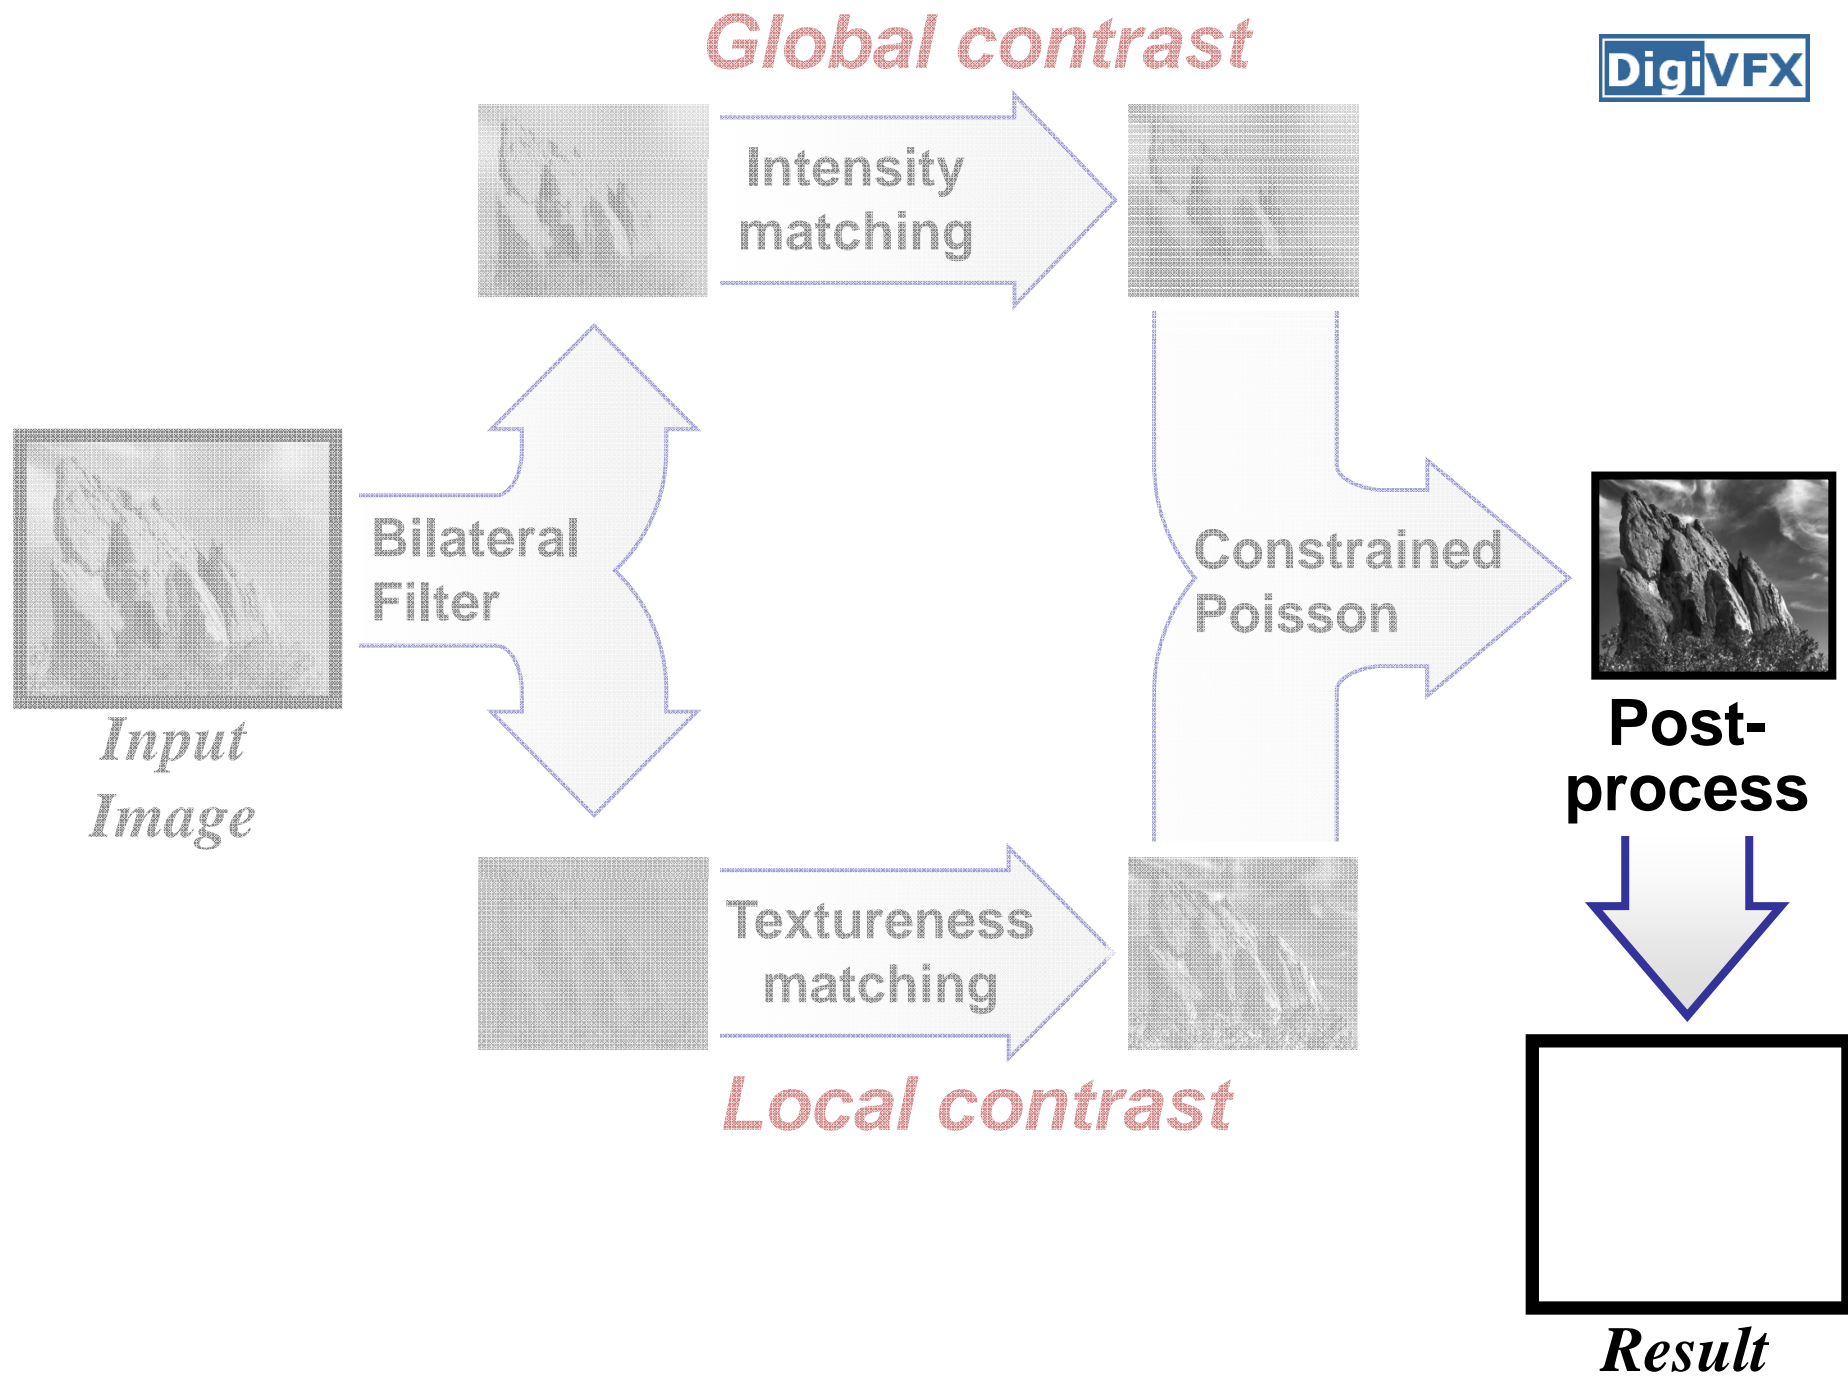 Global contrast
DigiVFX
Intensity
matching
Bilateral
Filter
Constrained
Poisson
Input
Image
Post-
process
Textureness
matching
Local contrast
Result